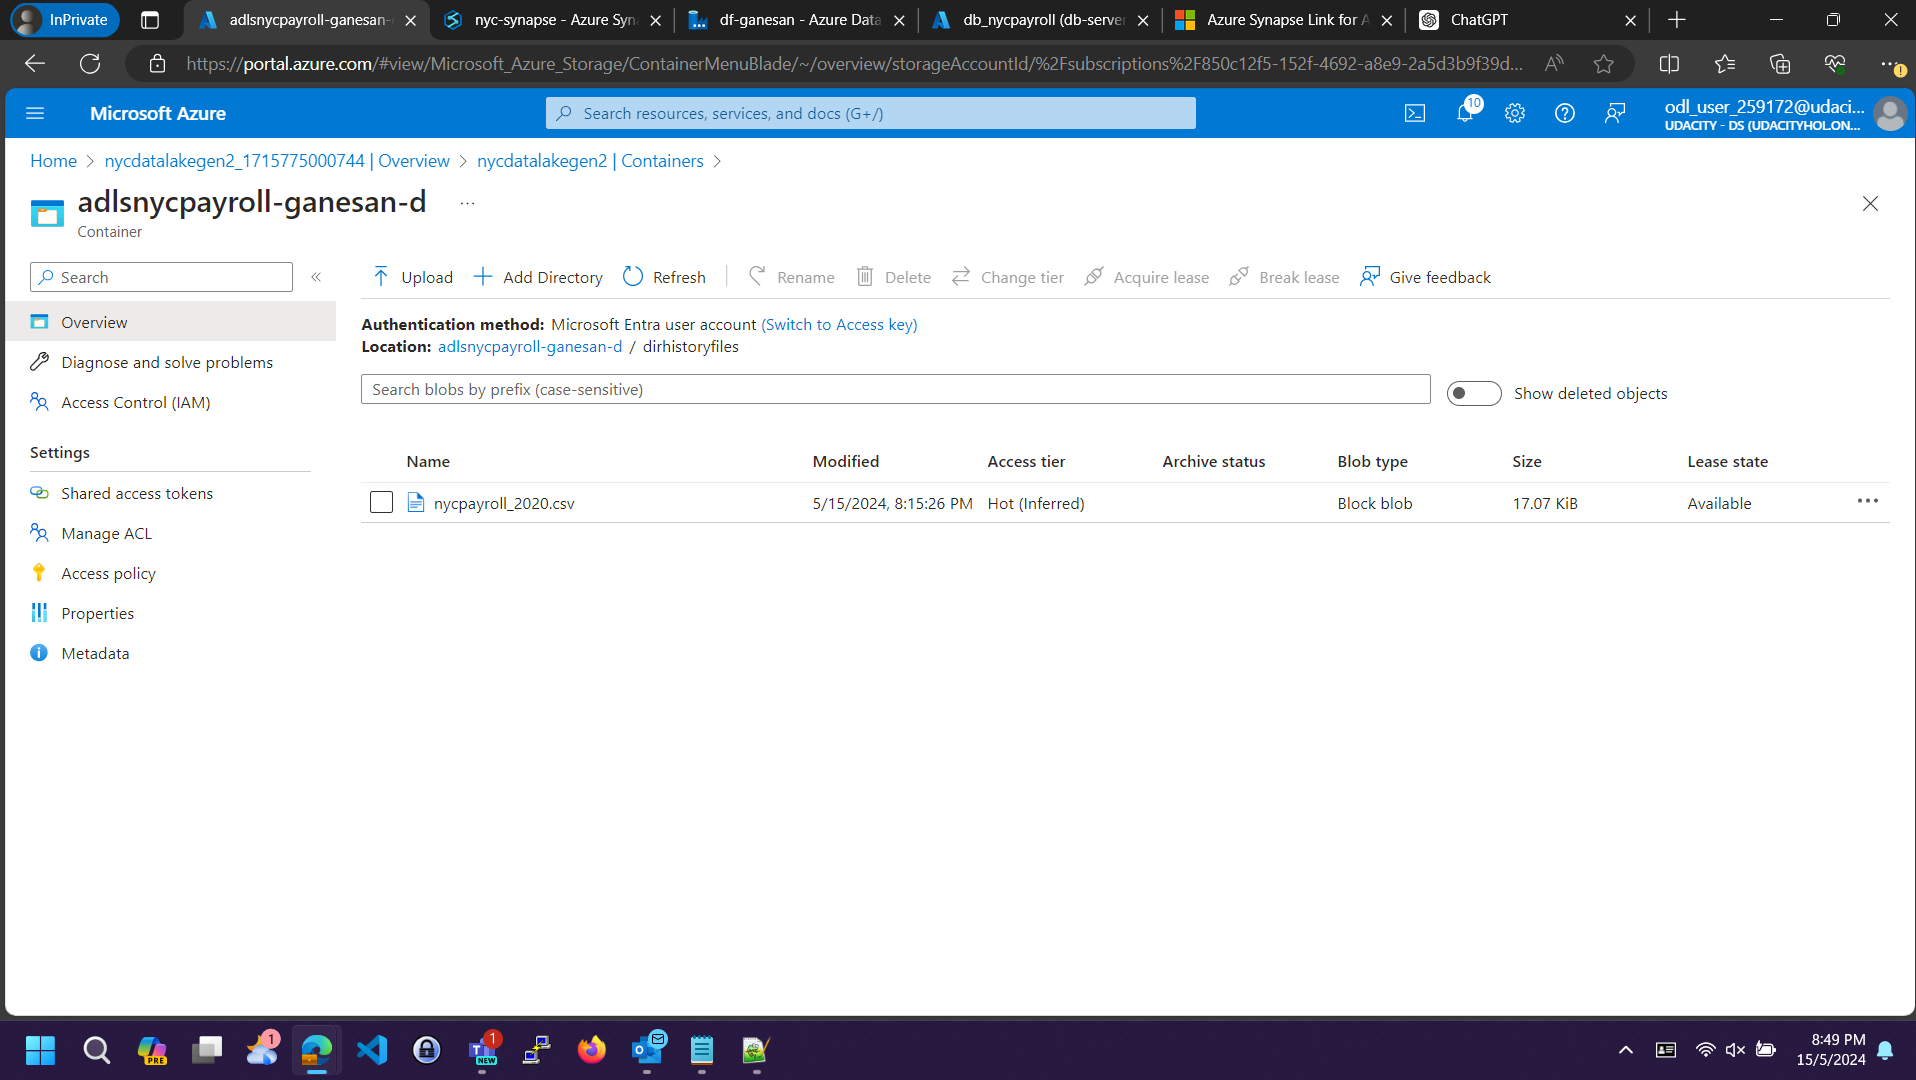 InPrivate
adlsnycpayroll-ganesan-
nyc-synapse - Azure Syn
df-ganesan - Azure Data
db_nycpayroll (db-server
Azure Synapse Link for A
ChatGPT
https://portal.azure.com/#view/Microsoft_Azure_Storage/ContainerMenuBlade/~/overview/storageAccountId/%2Fsubscriptions%2F850c12f5-152f-4692-a8e9-2a5d3b9f39d...
Microsoft Azure
Search resources, services, and docs (G+/)
10
odl_user_259172@udaci...
UDACITY - DS (UDACITYHOL.ON...
Home > nycdatalakegen2_1715775000744 | Overview > nycdatalakegen2 | Containers >
adlsnycpayroll-ganesan-d ...
Container
Search «
Upload Add Directory Refresh Rename Delete Change tier Acquire lease Break lease Give feedback
Overview
Diagnose and solve problems
Access Control (IAM)
Settings
Shared access tokens
Manage ACL
Access policy
Properties
Metadata
Authentication method: Microsoft Entra user account (Switch to Access key)
Location: adlsnycpayroll-ganesan-d / dirhistoryfiles
Search blobs by prefix (case-sensitive)
Show deleted objects
Name Modified Access tier Archive status Blob type Size Lease state
nycpayroll_2020.csv 5/15/2024, 8:15:26 PM Hot (Inferred) Block blob 17.07 KiB Available ...
PRE
1
1
NEW
8:49 PM
15/5/2024